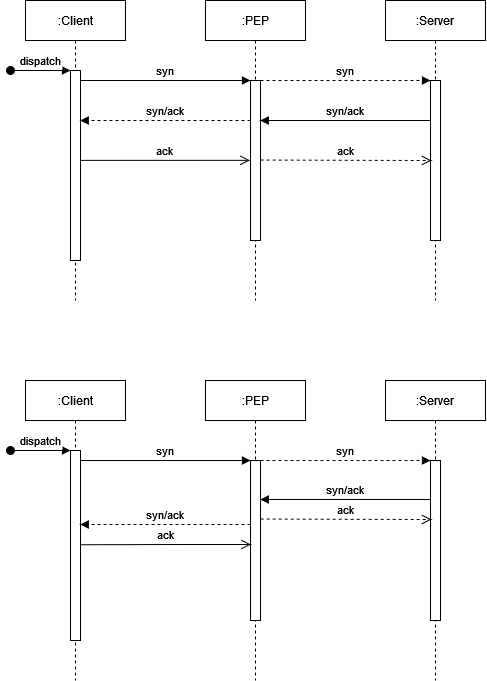 :Client :PEP :Server
dispatch
syn syn
syn/ack syn/ack
ack ack
:Client :PEP :Server
dispatch
syn syn
syn/ack
ack
syn/ack
ack